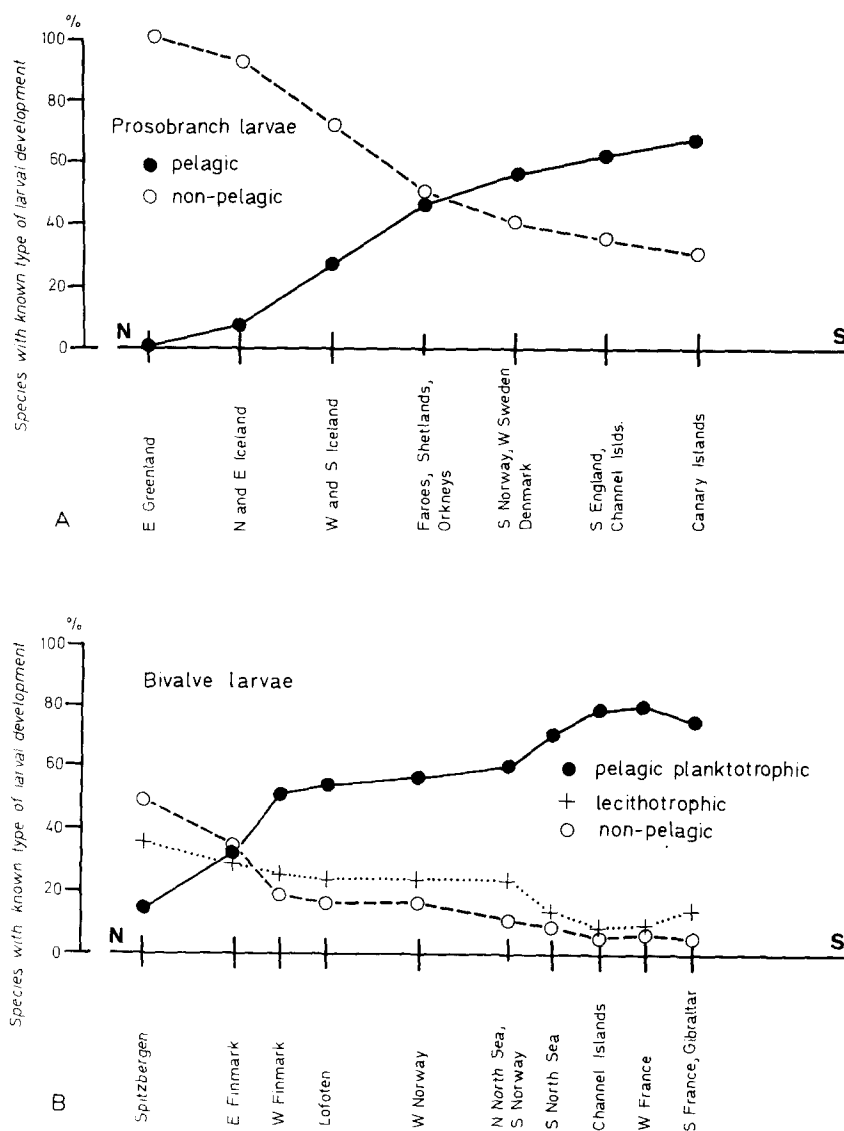 %
100
80
60
40
20
0
Species with known type of larval development
Prosobranch larvae
● pelagic
○ non-pelagic
N
S
E Greenland
N and E Iceland
W and S Iceland
Faroes, Shetlands,
Orkneys
S Norway, W Sweden
Denmark
S England,
Channel Islds.
Canary Islands
A
%
100
80
60
40
20
0
Species with known type of larval development
Bivalve larvae
● pelagic planktotrophic
+ lecithotrophic
○ non-pelagic
N
S
Spitzbergen
E Finmark
W Finmark
Lofoten
W Norway
N North Sea,
S Norway
S North Sea
Channel Islands
W France
S France, Gibraltar
B